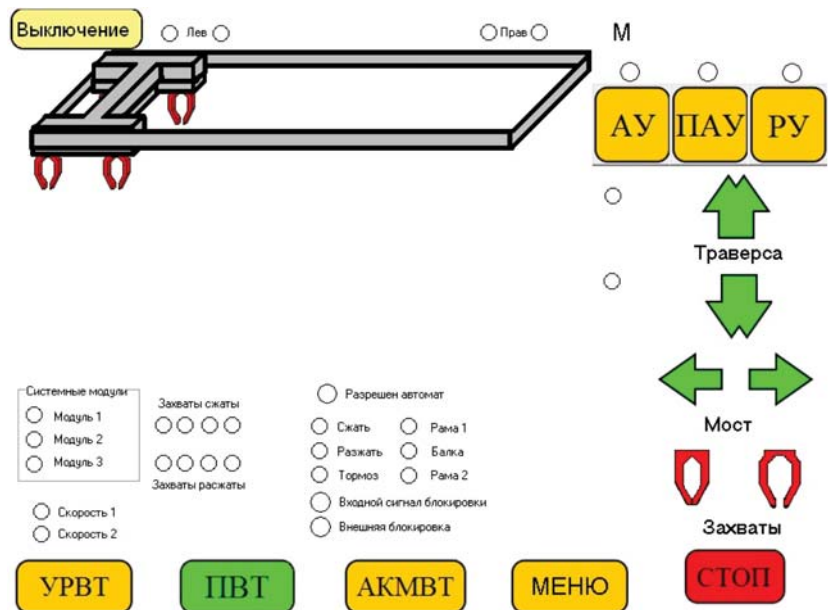 Выключение
Лев
Прав
М
АУ
ПАУ
РУ
Траверса
Мост
Захваты
Системные модули
Модуль 1
Модуль 2
Модуль 3
Захваты сжаты
Захваты расжаты
Скорость 1
Скорость 2
Разрешен автомат
Сжать
Рама 1
Разжать
Балка
Тормоз
Рама 2
Входной сигнал блокировки
Внешняя блокировка
УРВТ
ПВТ
АКМВТ
МЕНЮ
СТОП